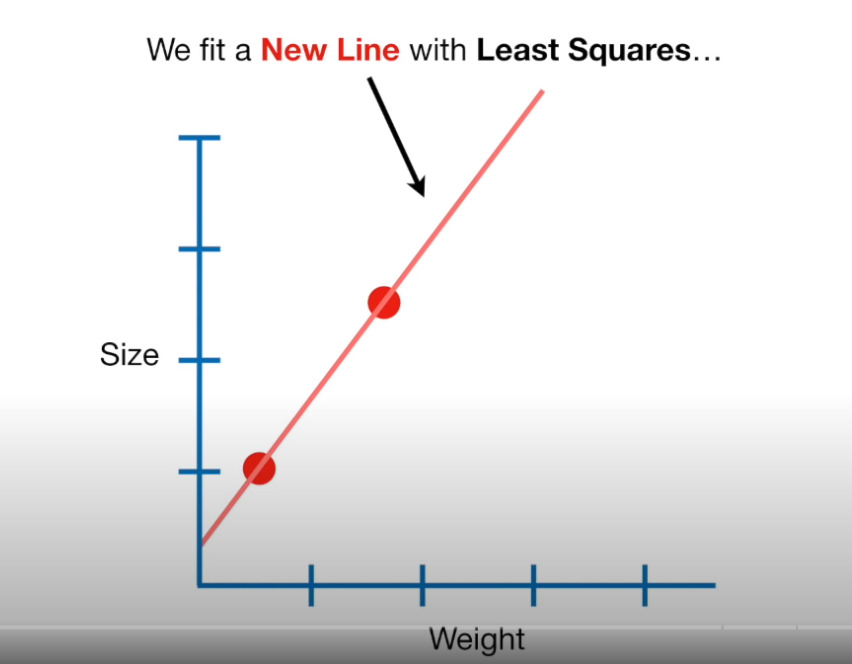 We fit a New Line with Least Squares…
Size
Weight